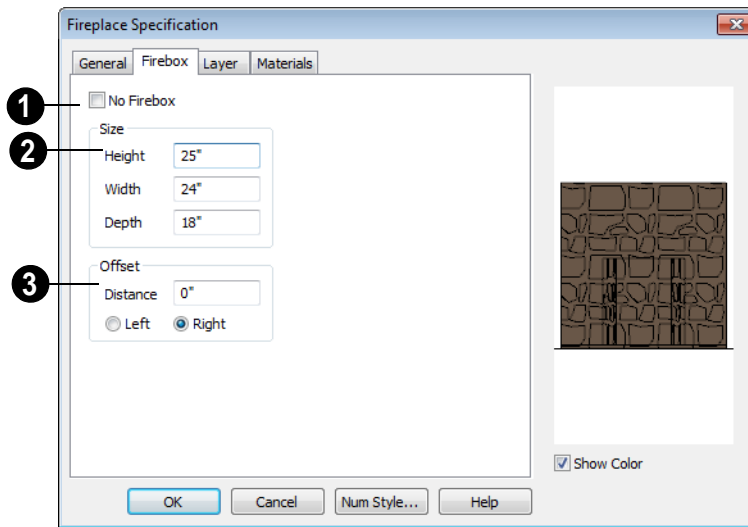 Fireplace Specification
General Firebox Layer Materials
1 No Firebox
Size
2 Height 25"
Width 24"
Depth 18"
Offset
3 Distance 0"
Left Right
Show Color
OK Cancel Num Style... Help